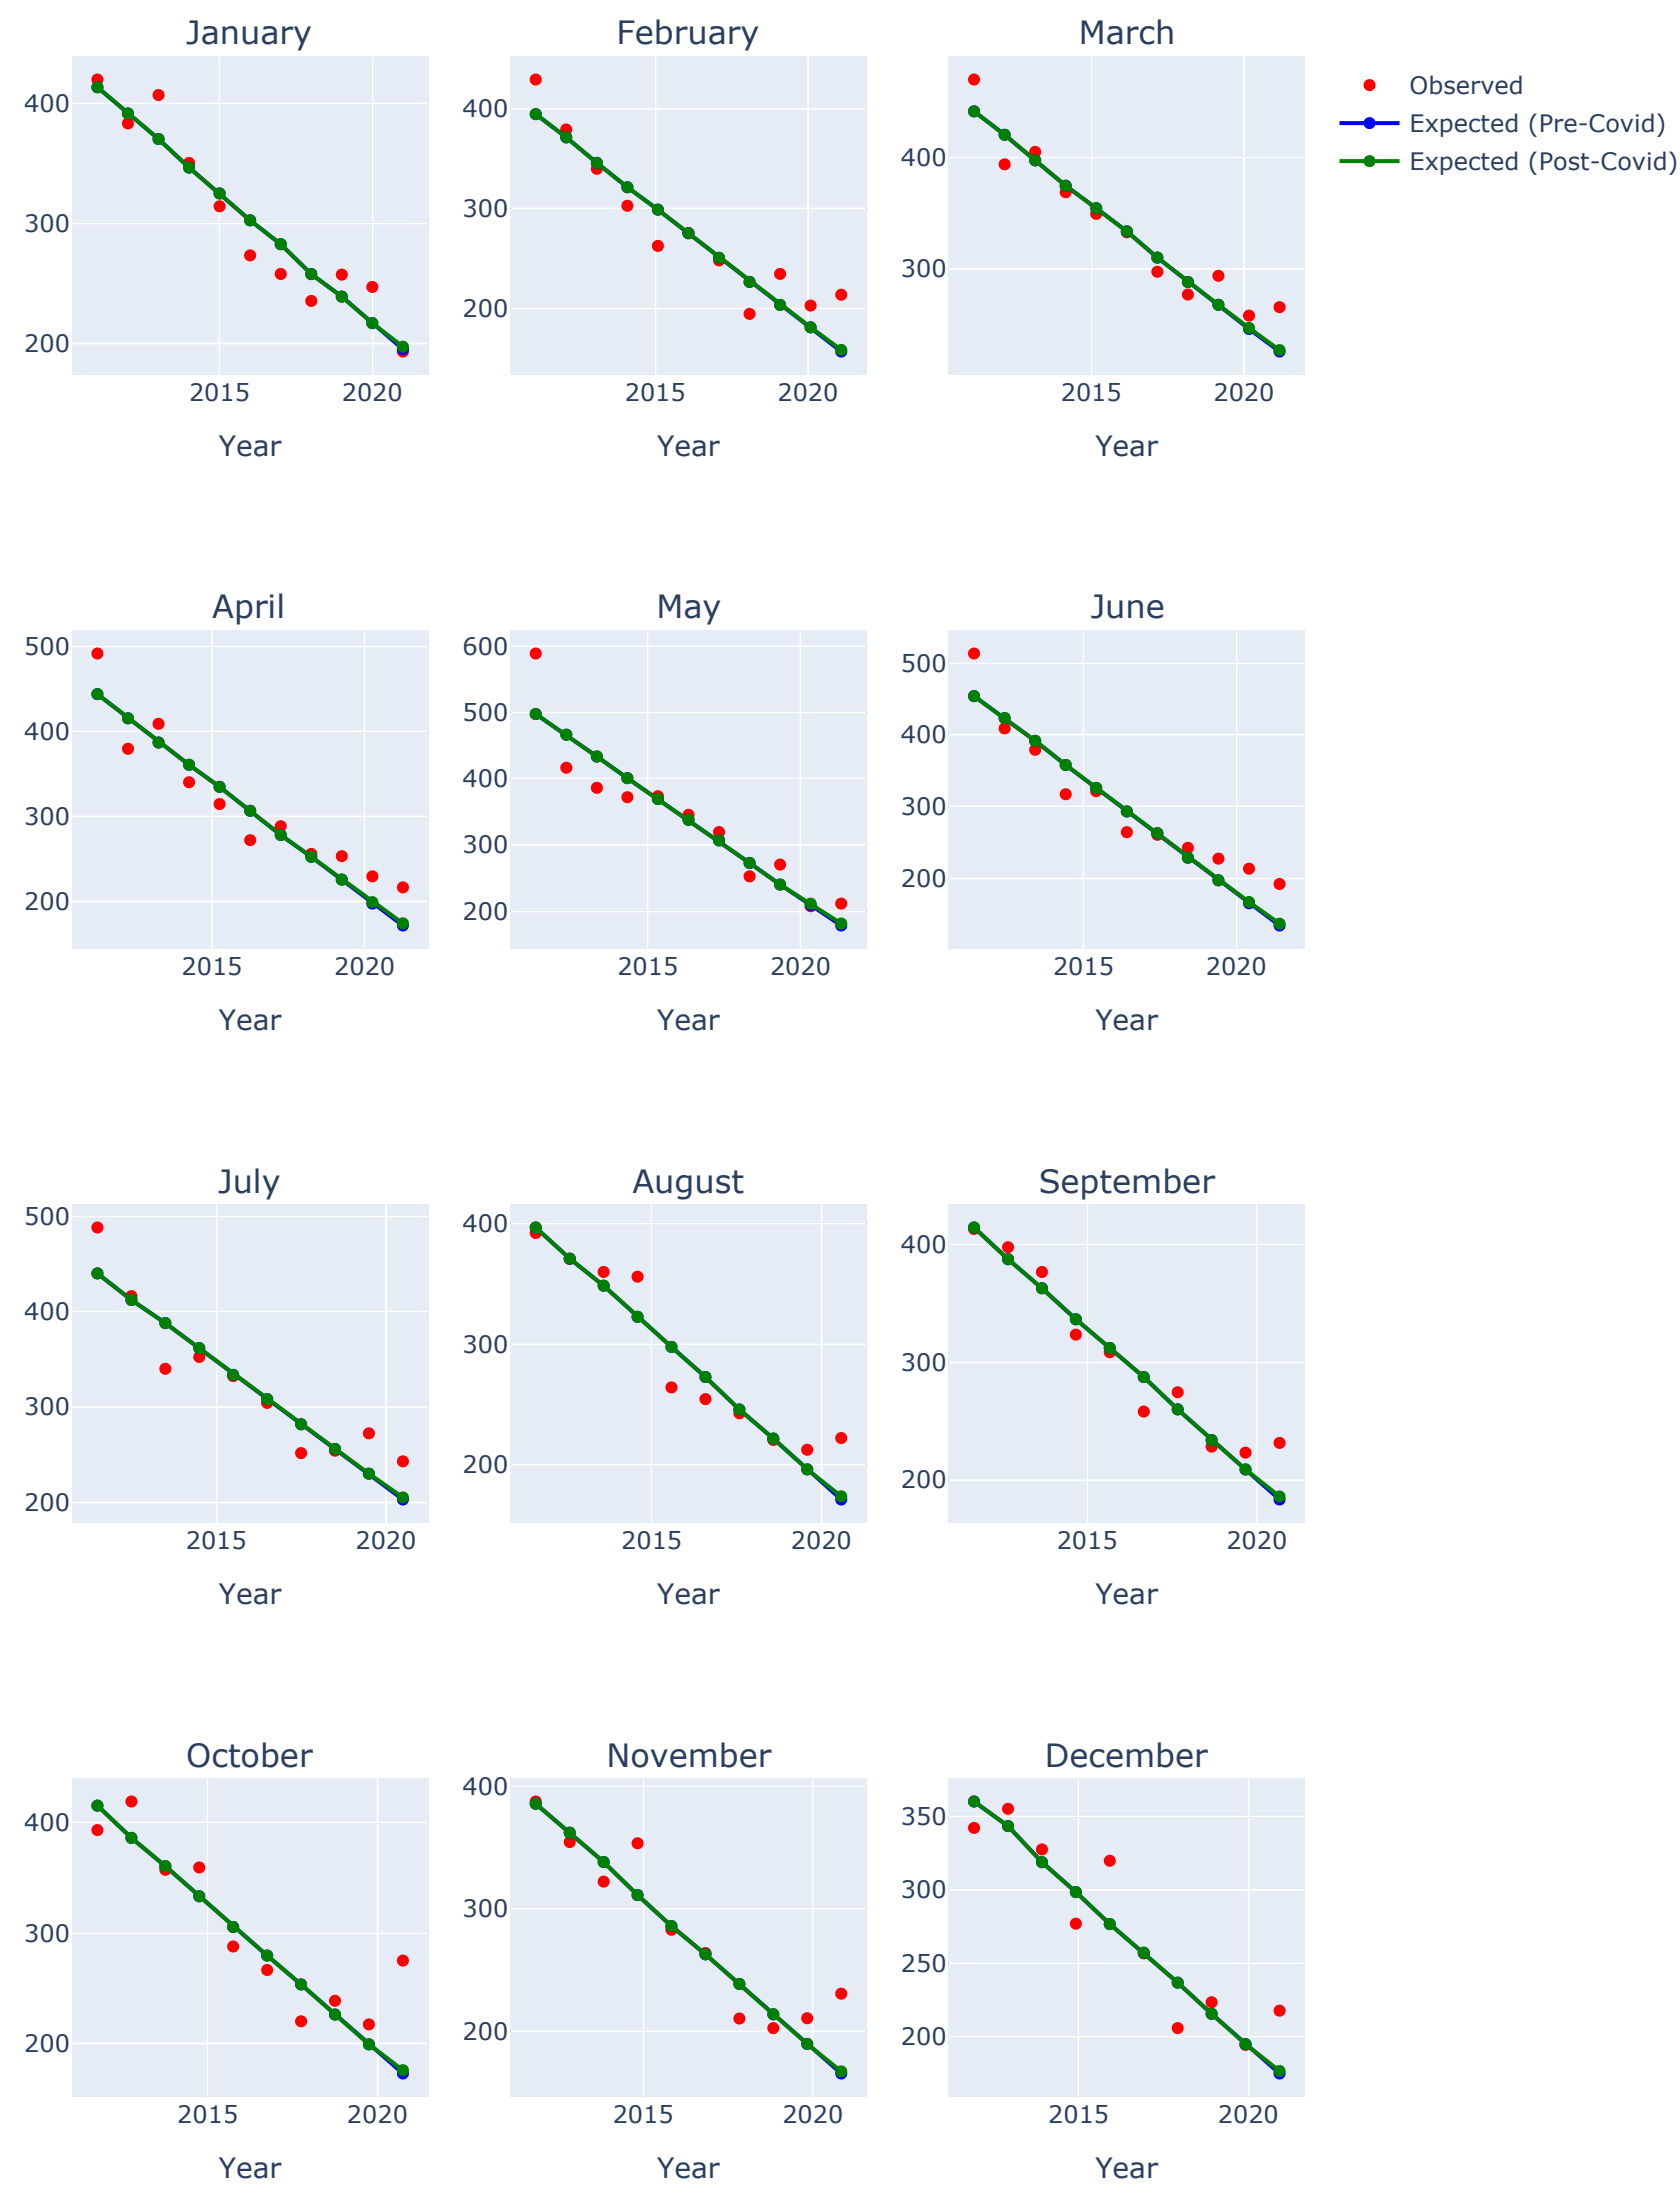 January
February
March
Observed
Expected (Pre-Covid)
Expected (Post-Covid)
400
300
200
2015
2020
Year
400
300
200
2015
2020
Year
400
300
2015
2020
Year
April
May
June
500
400
300
200
2015
2020
Year
600
500
400
300
200
2015
2020
Year
500
400
300
200
2015
2020
Year
July
August
September
500
400
300
200
2015
2020
Year
400
300
200
2015
2020
Year
400
300
200
2015
2020
Year
October
November
December
400
300
200
2015
2020
Year
400
300
200
2015
2020
Year
350
300
250
200
2015
2020
Year